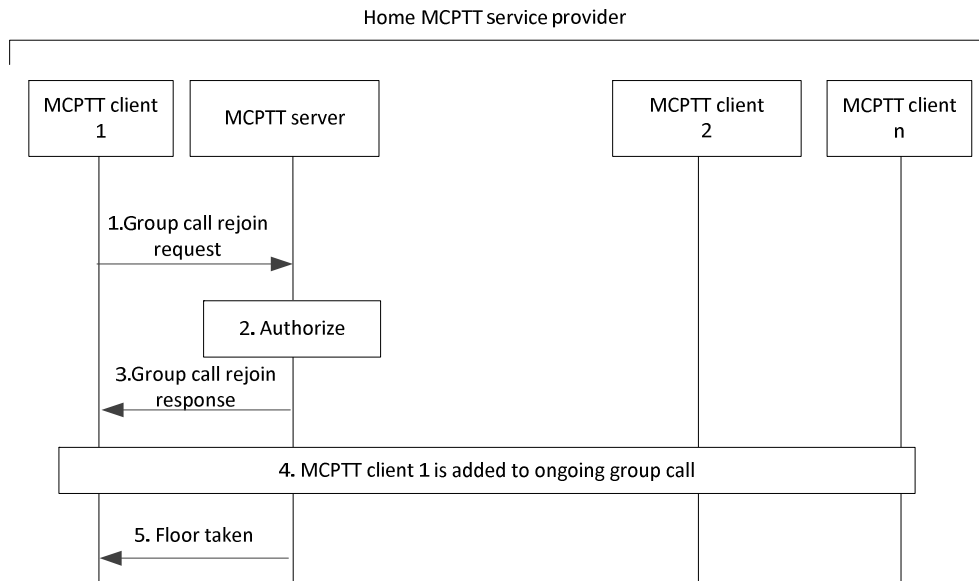 Home MCPTT service provider
MCPTT client
1
MCPTT server
MCPTT client
2
MCPTT client
n
1.Group call rejoin
request
2. Authorize
3.Group call rejoin
response
4. MCPTT client 1 is added to ongoing group call
5. Floor taken